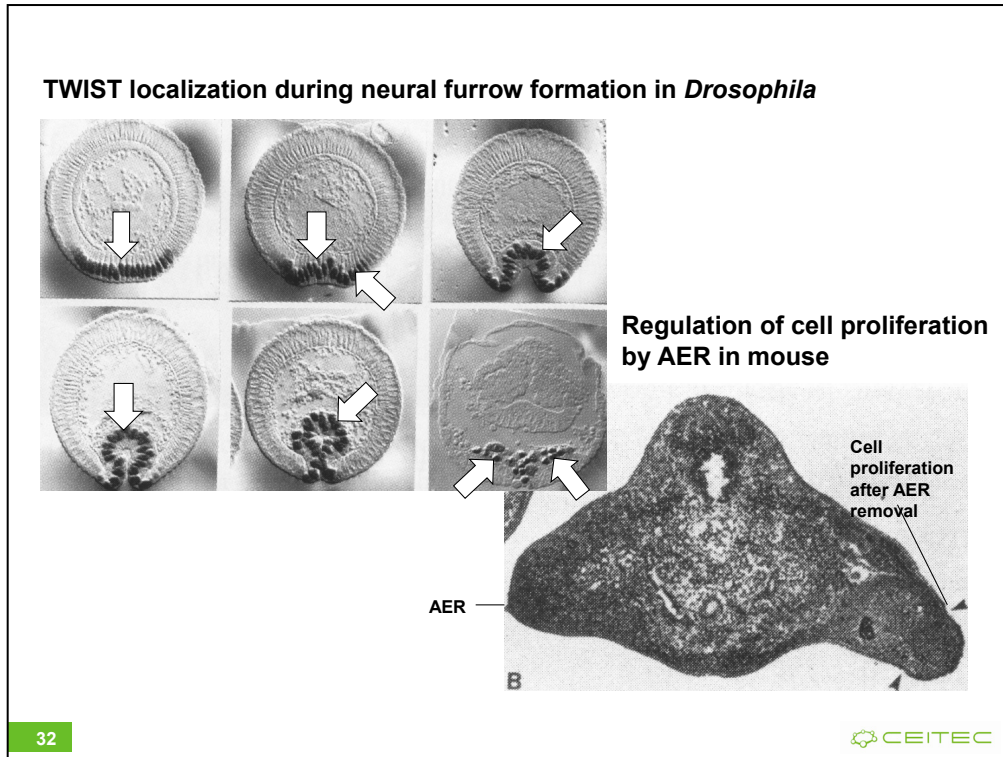 TWIST localization during neural furrow formation in Drosophila
Regulation of cell proliferation
by AER in mouse
Cell
proliferation
after AER
removal
AER
B
32
CEITEC